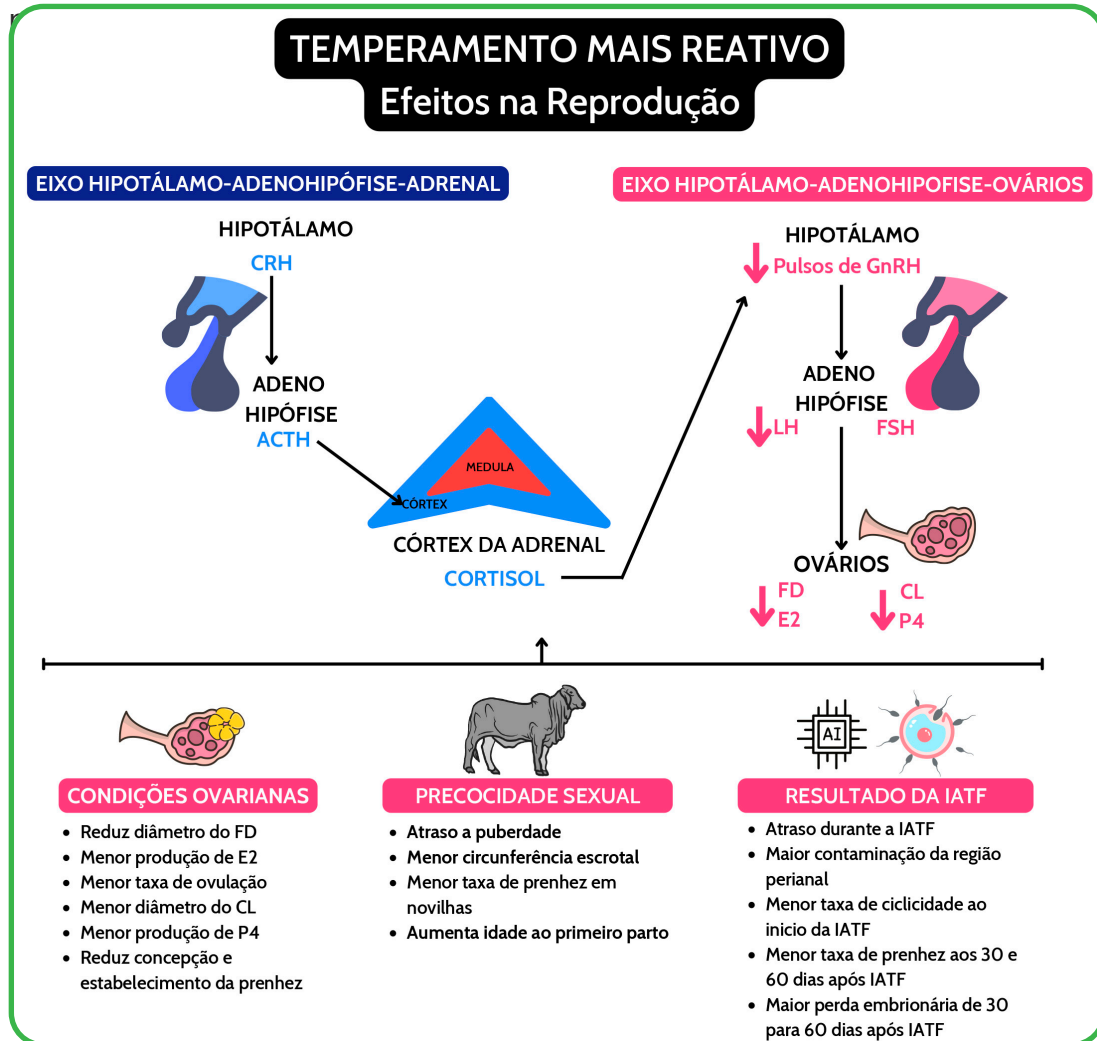 TEMPERAMENTO MAIS REATIVO
Efeitos na Reprodução
EIXO HIPOTÁLAMO-ADENOHIPÓFISE-ADRENAL
HIPOTÁLAMO
CRH
ADENO
HIPÓFISE
ACTH
MEDULA
CÓRTEX
CÓRTEX DA ADRENAL
CORTISOL
EIXO HIPOTÁLAMO-ADENOHIPOFISE-OVÁRIOS
HIPOTÁLAMO
Pulsos de GnRH
ADENO
HIPÓFISE
LH FSH
OVÁRIOS
FD CL
E2 P4
CONDIÇÕES OVARIANAS
• Reduz diâmetro do FD
• Menor produção de E2
• Menor taxa de ovulação
• Menor diâmetro do CL
• Menor produção de P4
• Reduz concepção e
estabelecimento da prenhez
PRECOCIDADE SEXUAL
• Atraso a puberdade
• Menor circunferência escrotal
• Menor taxa de prenhez em
novilhas
• Aumenta idade ao primeiro parto
AI
RESULTADO DA IATF
• Atraso durante a IATF
• Maior contaminação da região
perianal
• Menor taxa de ciclicidade ao
inicio da IATF
• Menor taxa de prenhez aos 30 e
60 dias após IATF
• Maior perda embrionária de 30
para 60 dias após IATF